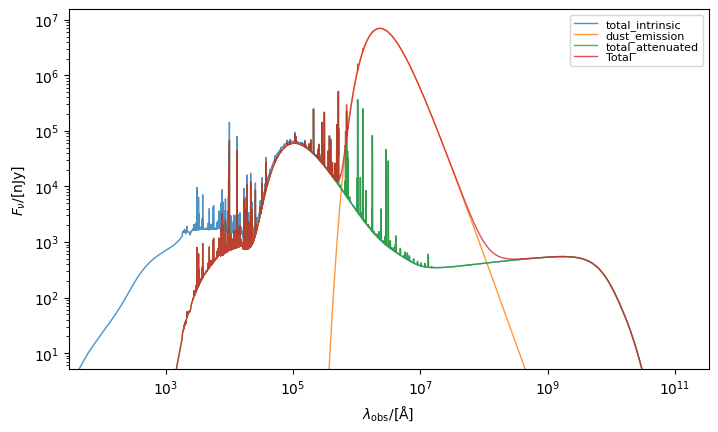 total_intrinsic
dust_emission
total_attenuated
Total
F_ν/[nJy]
10^7
10^6
10^5
10^4
10^3
10^2
10^1
10^3 10^5 10^7 10^9 10^11
λ_obs/[Å]